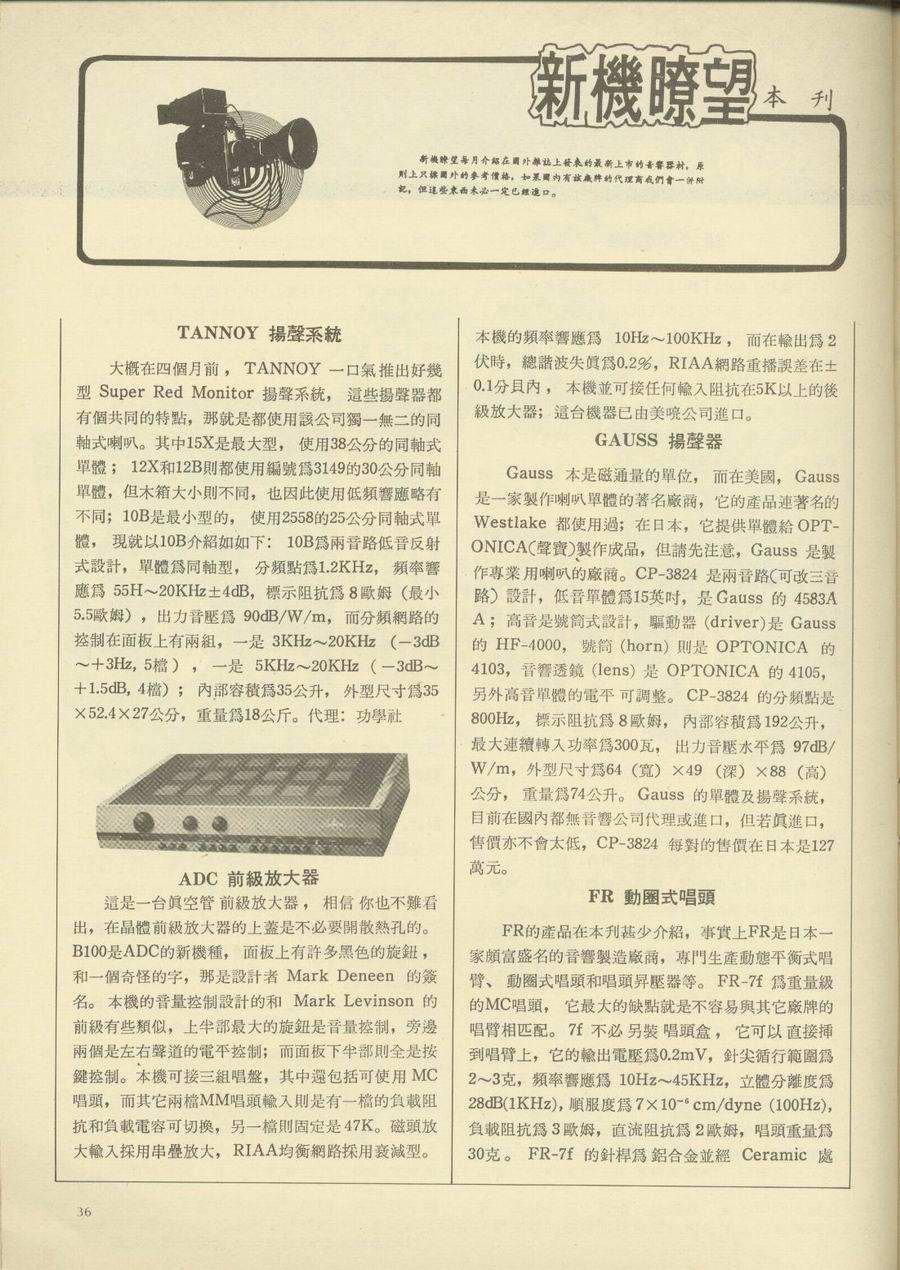 新機瞭望 本刊
新機瞭望每月介紹在國外雜誌上發表的最新上市的音響器材，原
則上只據國外的參考價格，如果國內有該廠牌的代理商我們會一併附
記，但這些東西未必一定已經進口。
TANNOY 揚聲系統
大概在四個月前，TANNOY 一口氣推出好幾
型 Super Red Monitor 揚聲系統，這些揚聲器都
有個共同的特點，那就是都使用該公司獨一無二的同
軸式喇叭。其中15X是最大型，使用38公分的同軸式
單體；12X和12B則都使用編號爲3149的30公分同軸
單體，但木箱大小則不同，也因此使用低頻響應略有
不同；10B是最小型的，使用2558的25公分同軸式單
體，現就以10B介紹如如下：10B爲兩音路低音反射
式設計，單體爲同軸型，分頻點爲1.2KHz，頻率響
應爲 55H～20KHz±4dB，標示阻抗爲8歐姆（最小
5.5歐姆），出力音壓爲 90dB/W/m，而分頻網路的
控制在面板上有兩組，一是 3KHz～20KHz （－3dB
～＋3Hz, 5檔），一是 5KHz～20KHz （－3dB～
＋1.5dB, 4檔）；內部容積爲35公升，外型尺寸爲35
×52.4×27公分，重量爲18公斤。代理：功學社
ADC 前級放大器
這是一台眞空管前級放大器，相信你也不難看
出，在晶體前級放大器的上蓋是不必要開散熱孔的。
B100是ADC的新機種，面板上有許多黑色的旋鈕，
和一個奇怪的字，那是設計者 Mark Deneen 的簽
名。本機的音量控制設計的和 Mark Levinson 的
前級有些類似，上半部最大的旋鈕是音量控制，旁邊
兩個是左右聲道的電平控制；而面板下半部則全是按
鍵控制。本機可接三組唱盤，其中還包括可使用 MC
唱頭，而其它兩檔MM唱頭輸入則是有一檔的負載阻
抗和負載電容可切換，另一檔則固定是47K。磁頭放
大輸入採用串疊放大，RIAA均衡網路採用衰減型。
本機的頻率響應爲 10Hz～100KHz，而在輸出爲2
伏時，總諧波失眞爲0.2%，RIAA網路重播誤差在±
0.1分貝內，本機並可接任何輸入阻抗在5K以上的後
級放大器；這台機器已由美嘵公司進口。
GAUSS 揚聲器
Gauss 本是磁通量的單位，而在美國，Gauss
是一家製作喇叭單體的著名廠商，它的產品連著名的
Westlake 都使用過；在日本，它提供單體給 OPT-
ONICA(聲寶)製作成品，但請先注意，Gauss 是製
作專業用喇叭的廠商。CP-3824 是兩音路(可改三音
路）設計，低音單體爲15英吋，是 Gauss 的 4583A
A；高音是號筒式設計，驅動器 (driver)是 Gauss
的 HF-4000，號筒 (horn) 則是 OPTONICA 的
4103，音響透鏡 (lens) 是 OPTONICA 的 4105，
另外高音單體的電平可調整。CP-3824 的分頻點是
800Hz，標示阻抗爲8歐姆，內部容積爲192公升，
最大連續轉入功率爲300瓦，出力音壓水平爲 97dB/
W/m，外型尺寸爲64（寬）×49（深）×88（高）
公分，重量爲74公升。Gauss 的單體及揚聲系統，
目前在國內都無音響公司代理或進口，但若眞進口，
售價亦不會太低，CP-3824 每對的售價在日本是127
萬元。
FR 動圈式唱頭
FR的產品在本刊甚少介紹，事實上FR是日本一
家頗富盛名的音響製造廠商，專門生產動態平衡式唱
臂、動圈式唱頭和唱頭昇壓器等。FR-7f 爲重量級
的MC唱頭，它最大的缺點就是不容易與其它廠牌的
唱臂相匹配。7f 不必另裝唱頭盒，它可以直接揷
到唱臂上，它的輸出電壓爲0.2mV，針尖循行範圍爲
2～3克，頻率響應爲 10Hz～45KHz，立體分離度爲
28dB(1KHz)，順服度爲7×10⁻⁶ cm/dyne (100Hz)，
負載阻抗爲3歐姆，直流阻抗爲2歐姆，唱頭重量爲
30克。FR-7f 的針桿爲鋁合金並經 Ceramic 處
36